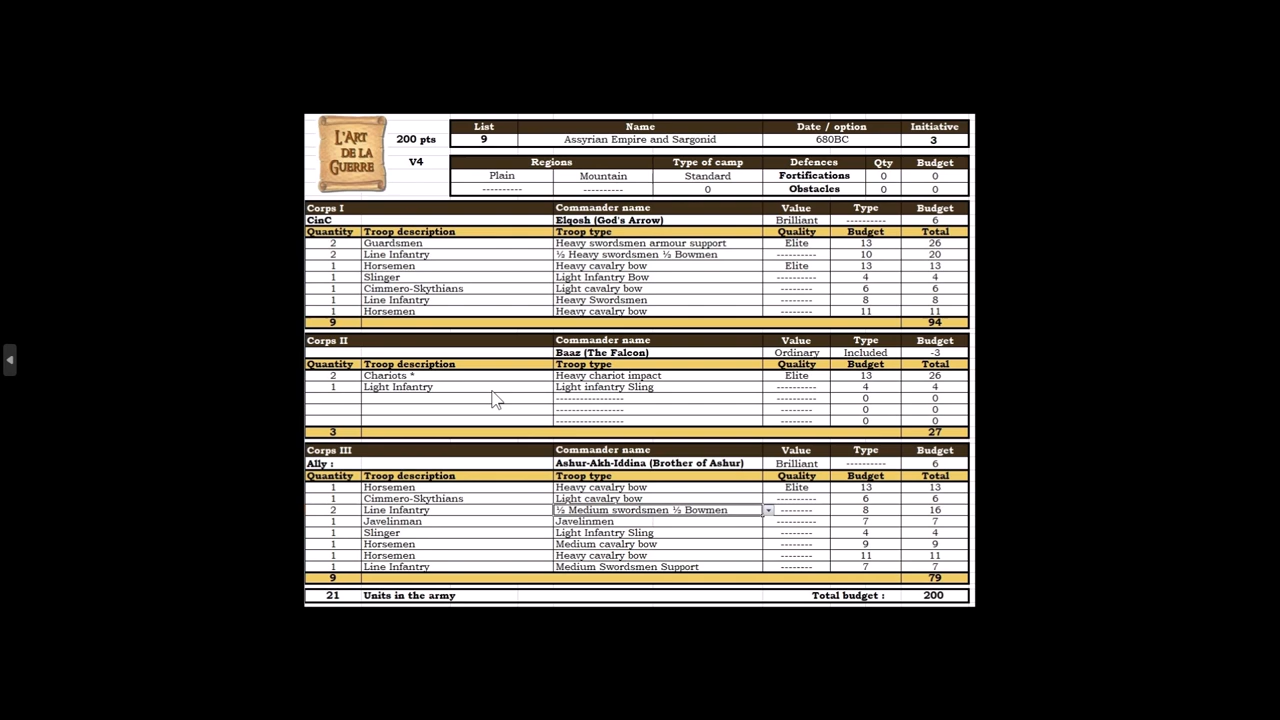 L'ART
DE LA
GUERRE
200 pts
V4
List Name Date / option Initiative
9 Assyrian Empire and Sargonid 680BC 3
Regions Type of camp Defences Qty Budget
Plain Mountain Standard Fortifications 0 0
---------- ---------- 0 Obstacles 0 0
Corps I Commander name Value Type Budget
CinC Elqosh (God's Arrow) Brilliant ---------- 6
Quantity Troop description Troop type Quality Budget Total
2 Guardsmen Heavy swordsmen armour support Elite 13 26
2 Line Infantry ½ Heavy swordsmen ½ Bowmen ---------- 10 20
1 Horsemen Heavy cavalry bow Elite 13 13
1 Slinger Light Infantry Bow -------- 4 4
1 Cimmero-Skythians Light cavalry bow -------- 6 6
1 Line Infantry Heavy Swordsmen -------- 8 8
1 Horsemen Heavy cavalry bow -------- 11 11
9 94
Corps II Commander name Value Type Budget
Baaz (The Falcon) Ordinary Included -3
Quantity Troop description Troop type Quality Budget Total
2 Chariots * Heavy chariot impact Elite 13 26
1 Light Infantry Light infantry Sling ---------- 4 4
---------------- ---------- 0 0
---------------- ---------- 0 0
---------------- ---------- 0 0
3 27
Corps III Commander name Value Type Budget
Ally : Ashur-Akh-Iddina (Brother of Ashur) Brilliant ---------- 6
Quantity Troop description Troop type Quality Budget Total
1 Horsemen Heavy cavalry bow Elite 13 13
1 Cimmero-Skythians Light cavalry bow ---------- 6 6
2 Line Infantry ½ Medium swordsmen ½ Bowmen -------- 8 16
1 Javelinman Javelinmen ---------- 7 7
1 Slinger Light Infantry Sling -------- 4 4
1 Horsemen Medium cavalry bow -------- 9 9
1 Horsemen Heavy cavalry bow -------- 11 11
1 Line Infantry Medium Swordsmen Support -------- 7 7
9 79
21 Units in the army Total budget : 200